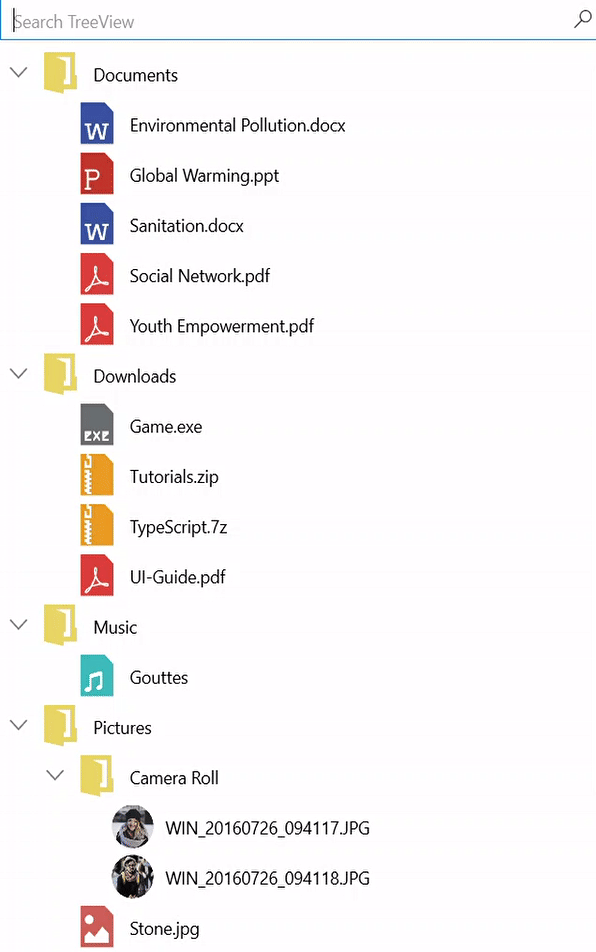 Search TreeView
Documents
W Environmental Pollution.docx
P Global Warming.ppt
W Sanitation.docx
Social Network.pdf
Youth Empowerment.pdf
Downloads
EXE Game.exe
Tutorials.zip
TypeScript.7z
UI-Guide.pdf
Music
Gouttes
Pictures
Camera Roll
WIN_20160726_094117.JPG
WIN_20160726_094118.JPG
Stone.jpg